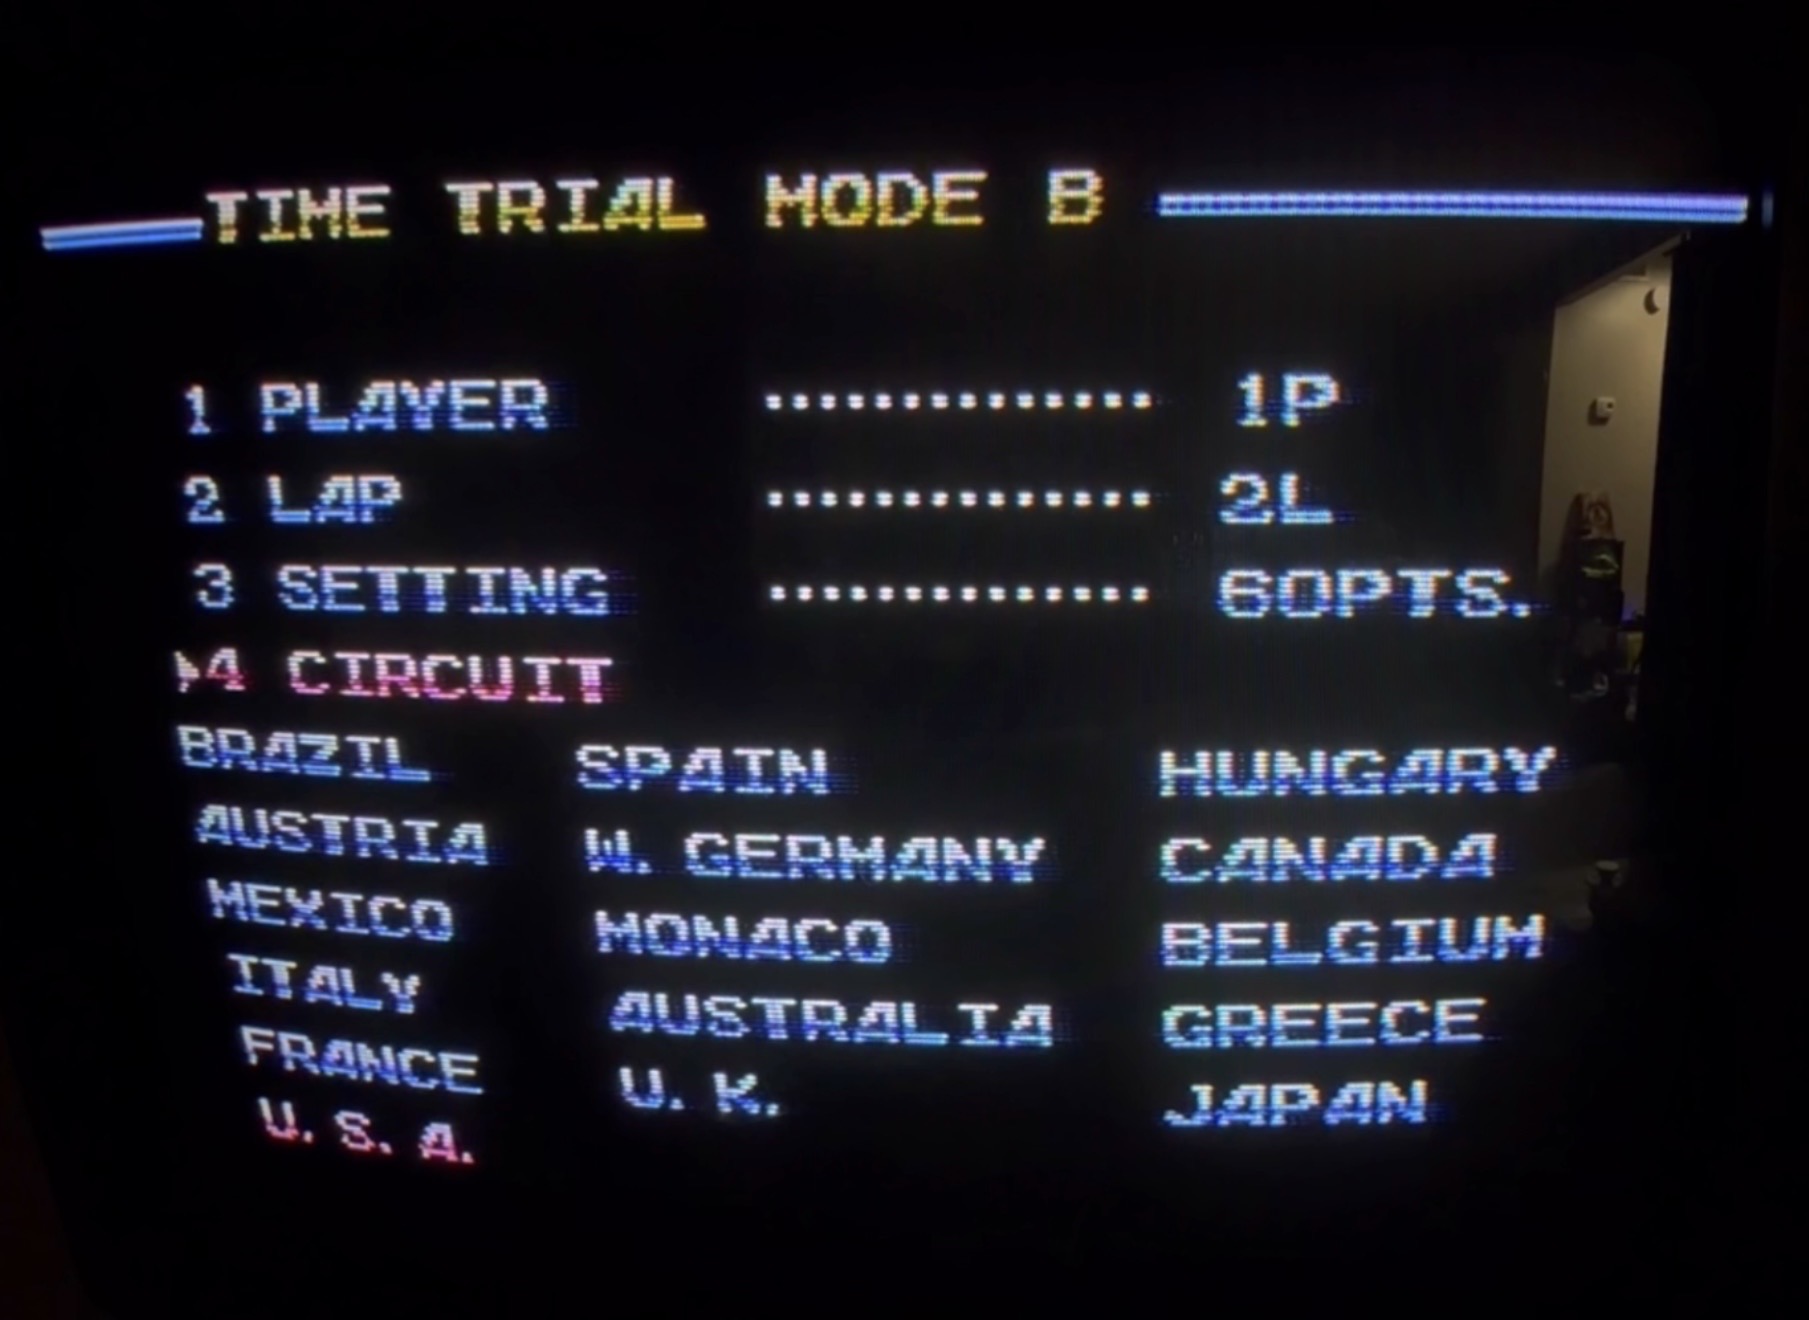 TIME TRIAL MODE B
1 PLAYER .............. 1P
2 LAP .............. 2L
3 SETTING .............. 60PTS.
▶4 CIRCUIT
BRAZIL SPAIN HUNGARY
AUSTRIA W. GERMANY CANADA
MEXICO MONACO BELGIUM
ITALY AUSTRALIA GREECE
FRANCE U. K. JAPAN
U. S. A.